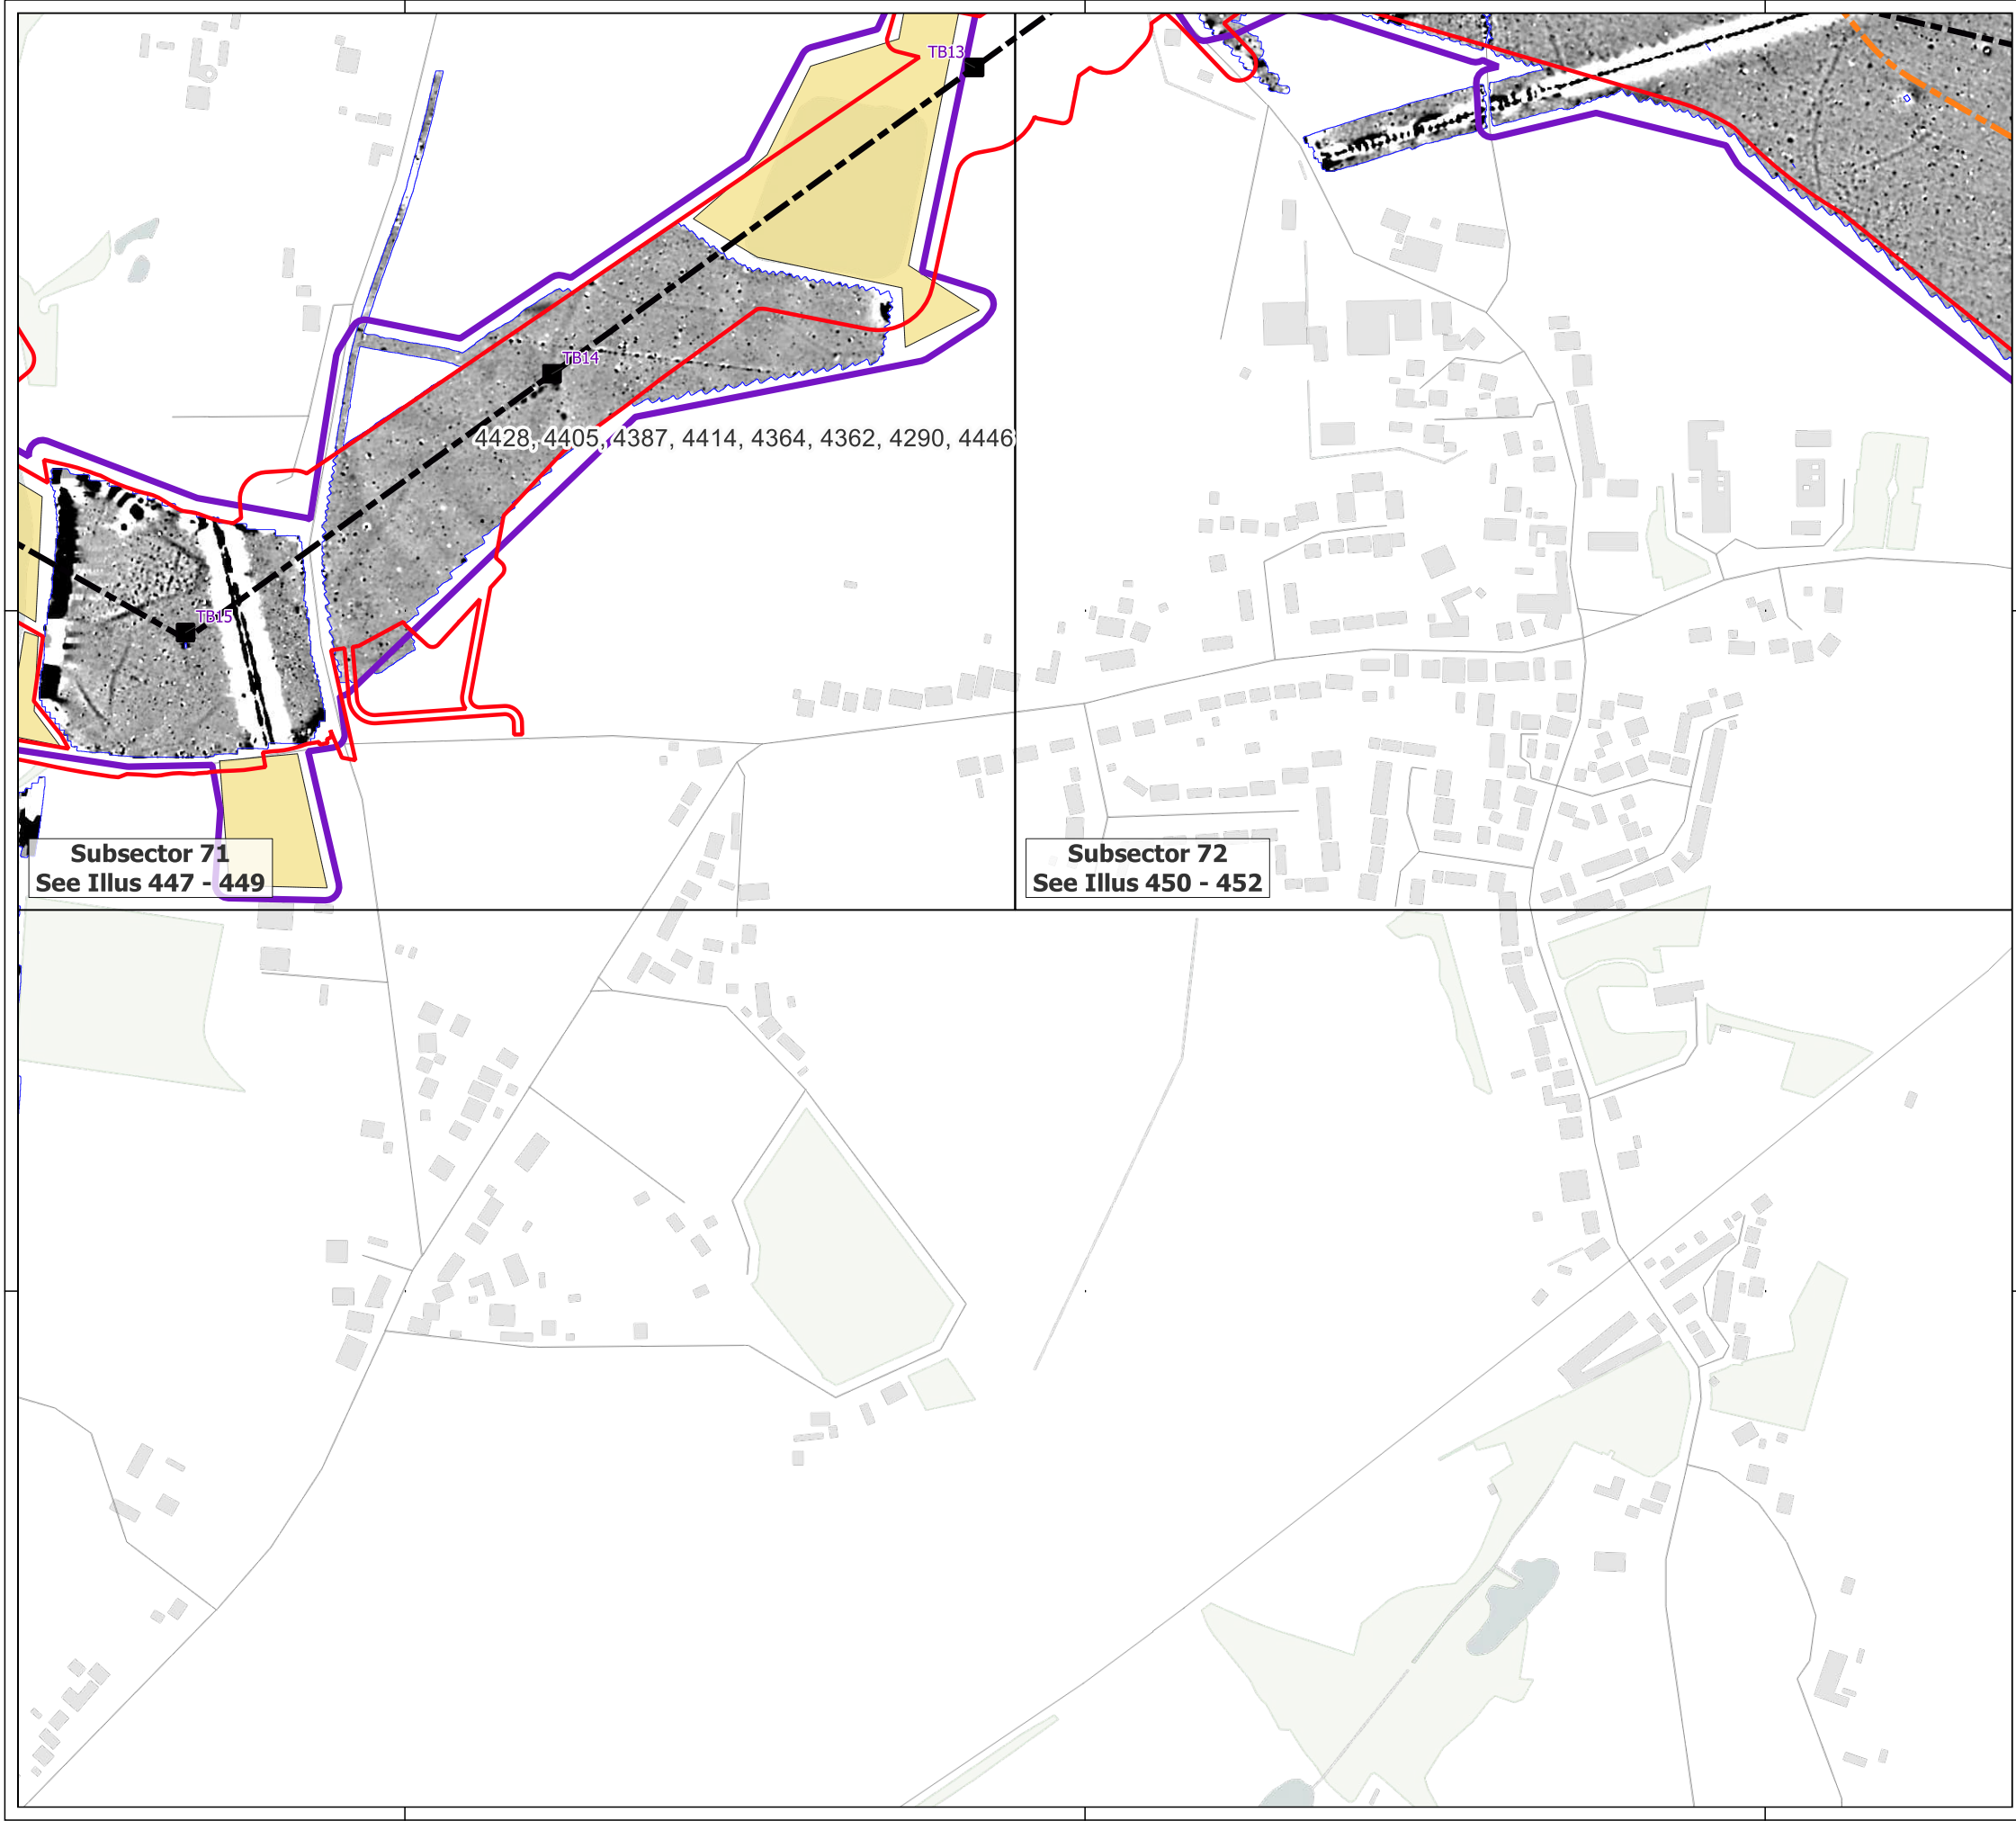 TB13
TB14
4428, 4405, 4387, 4414, 4364, 4362, 4290, 4446
TB15
Subsector 71
See Illus 447 - 449
Subsector 72
See Illus 450 - 452